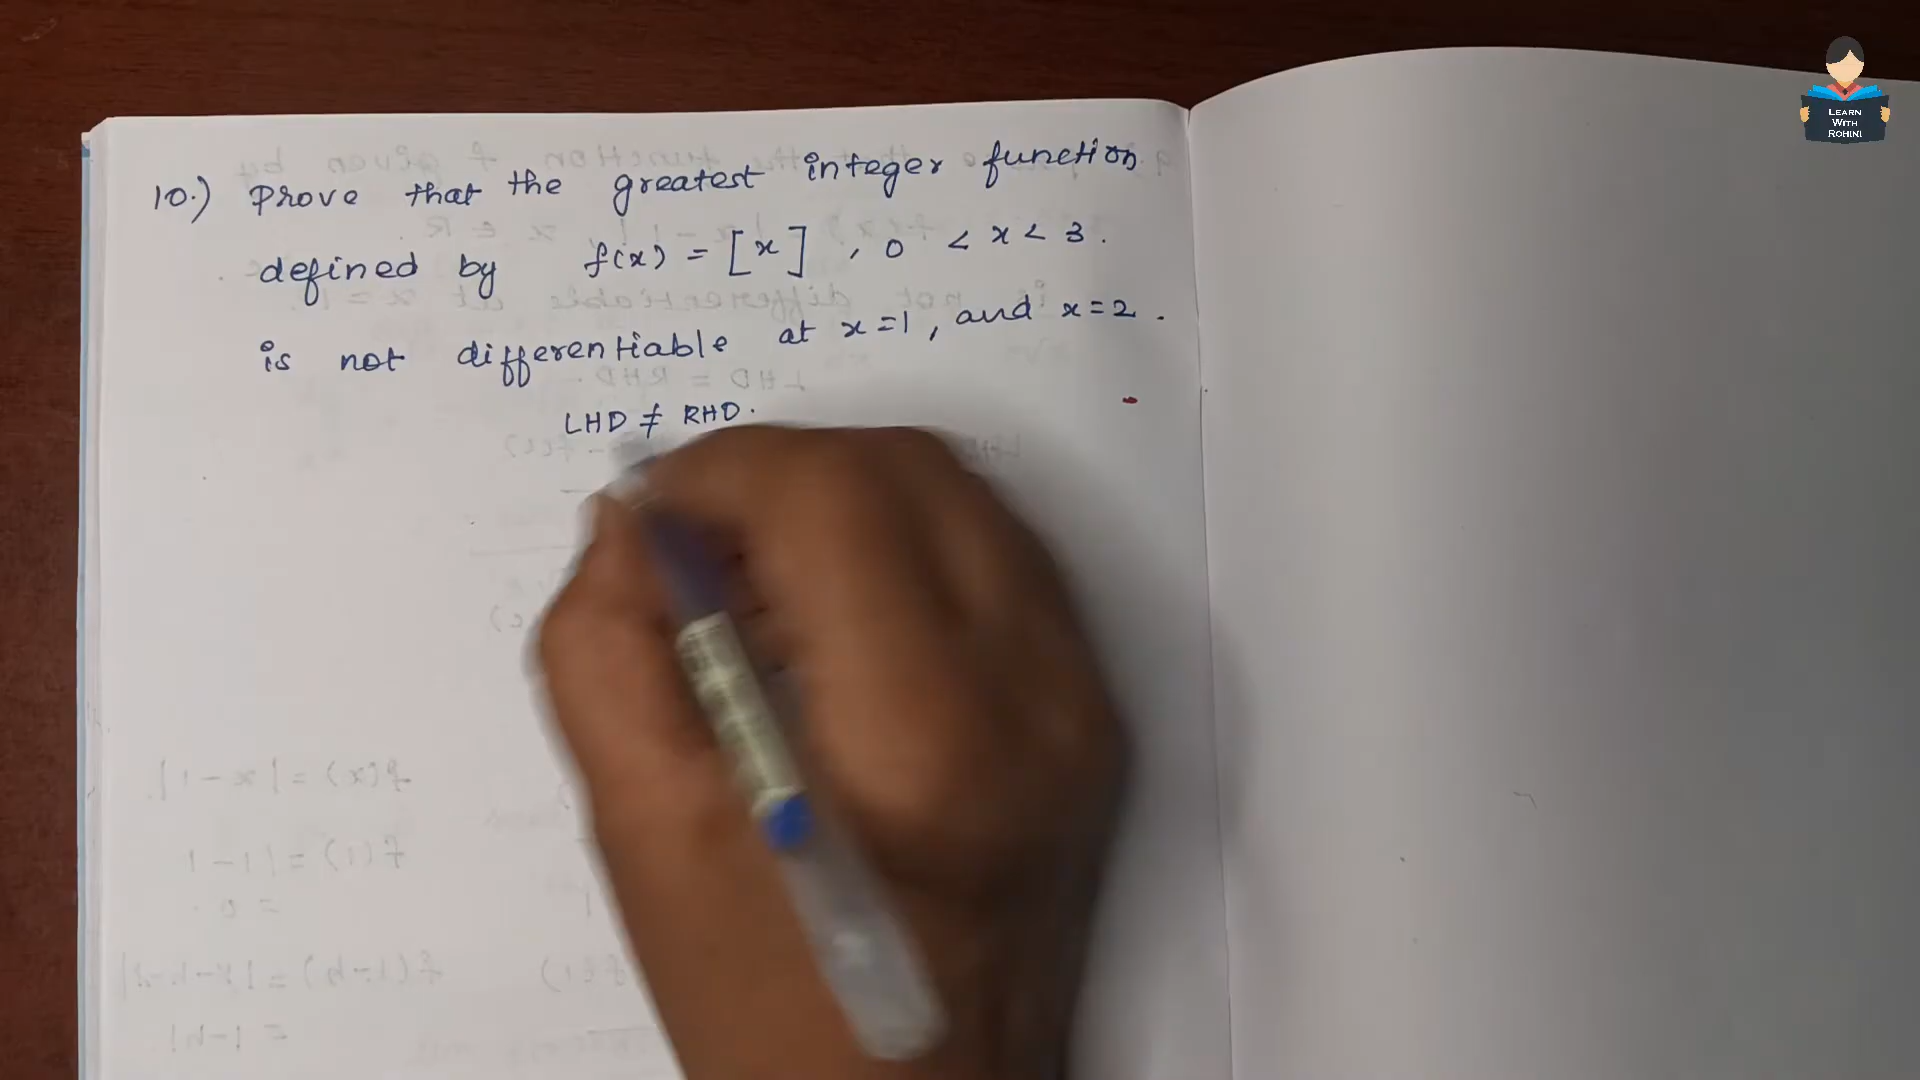 10.) Prove that the greatest integer function
defined by f(x) = [x] , 0 < x < 3 .
is not differentiable at x = 1 , and x = 2 .
LHD ≠ RHD .
LEARN
WITH
ROHINI